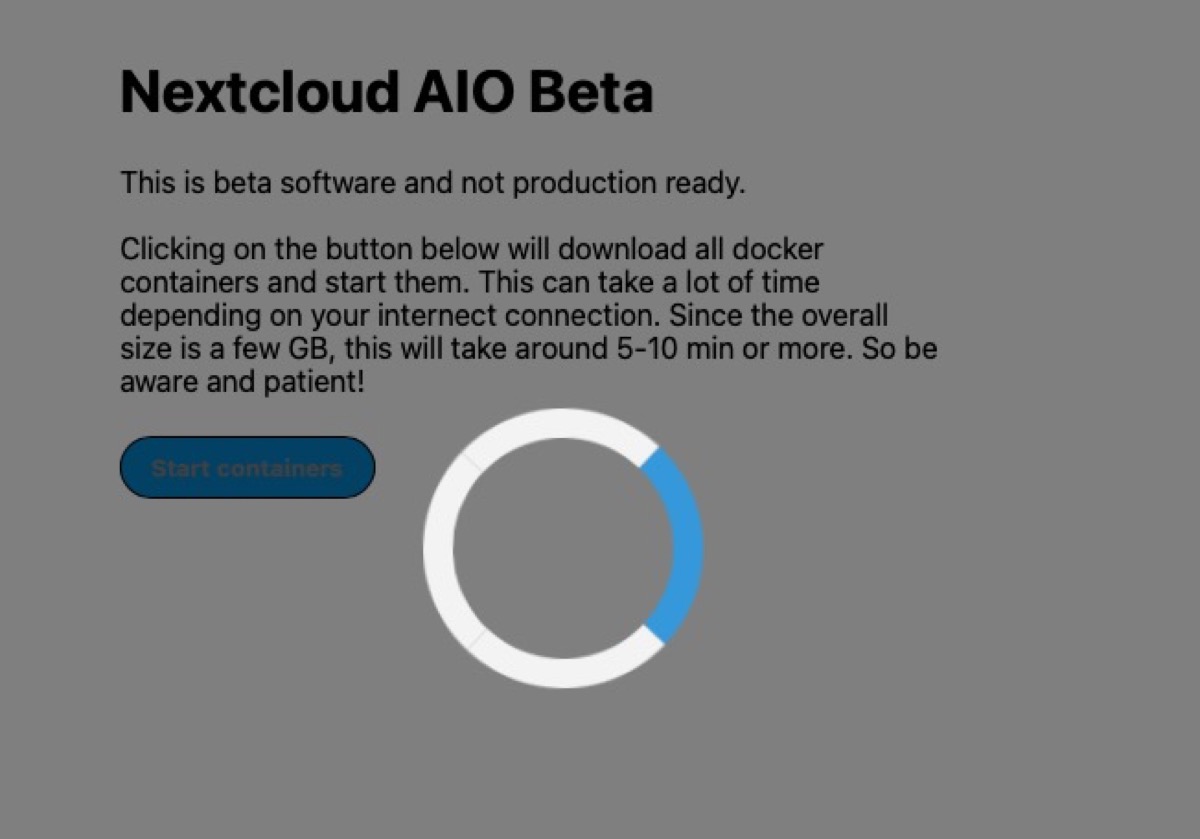 Nextcloud AIO Beta
This is beta software and not production ready.
Clicking on the button below will download all docker
containers and start them. This can take a lot of time
depending on your internect connection. Since the overall
size is a few GB, this will take around 5-10 min or more. So be
aware and patient!
Start containers